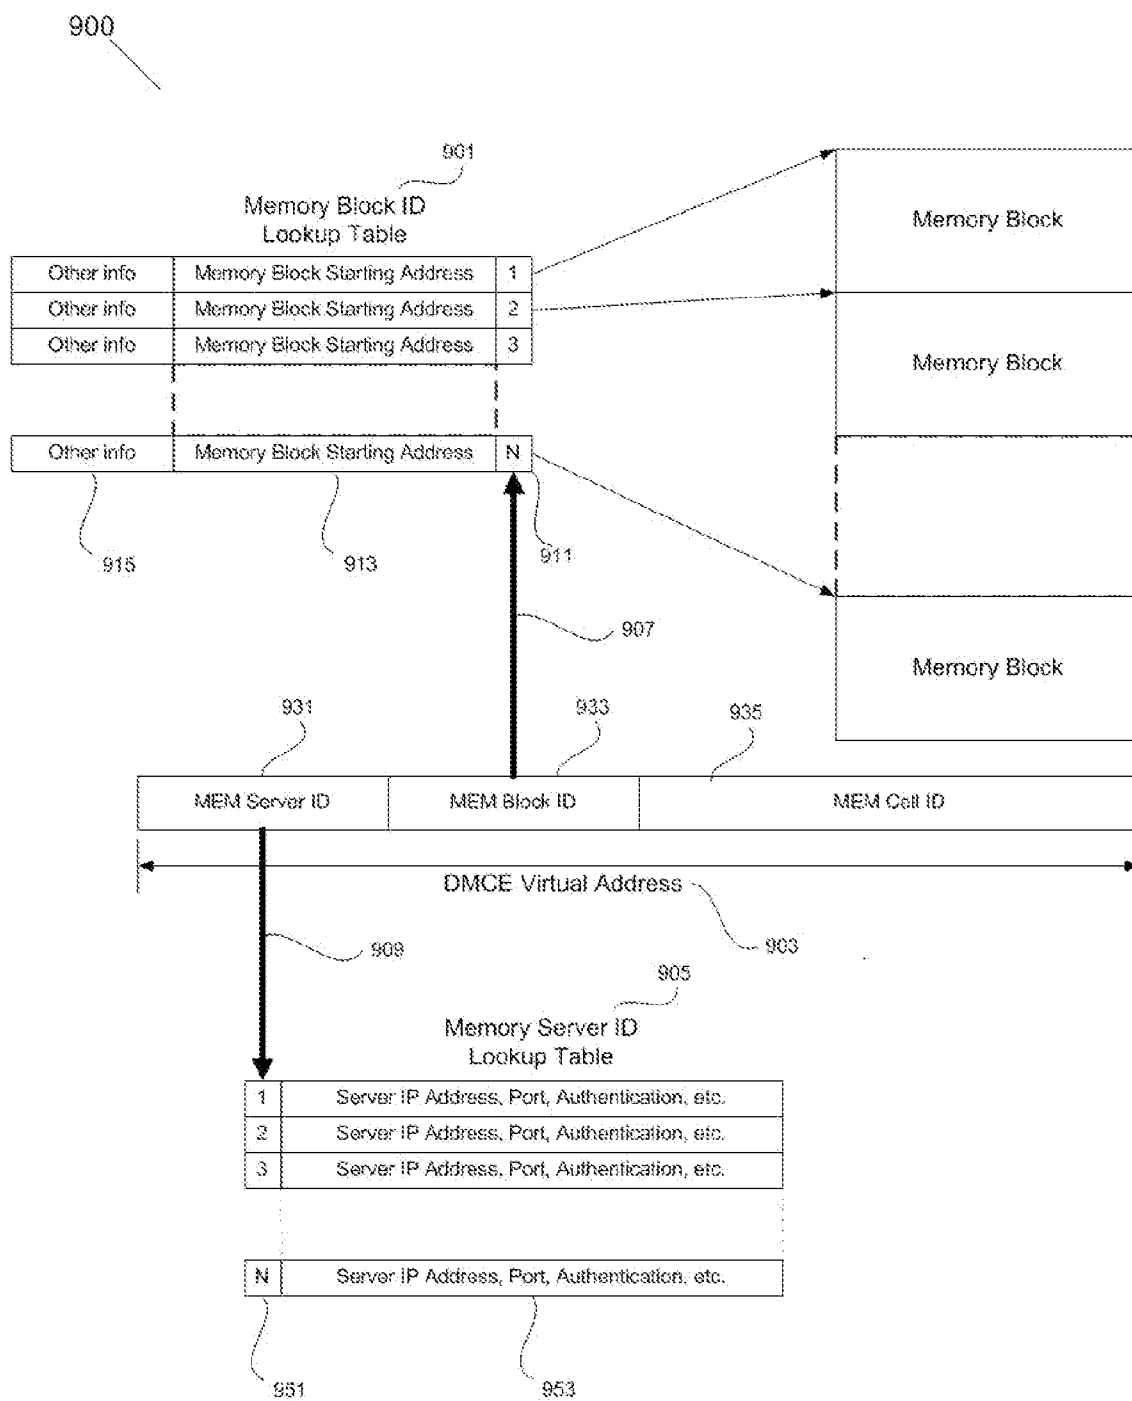 900
901
Memory Block ID
Lookup Table
Other info Memory Block Starting Address 1
Other info Memory Block Starting Address 2
Other info Memory Block Starting Address 3
Other info Memory Block Starting Address N
Memory Block
Memory Block
Memory Block
915
913
911
907
931
933
935
MEM Server ID MEM Block ID MEM Cell ID
DMCE Virtual Address
903
909
905
Memory Server ID
Lookup Table
1 Server IP Address, Port, Authentication, etc.
2 Server IP Address, Port, Authentication, etc.
3 Server IP Address, Port, Authentication, etc.
N Server IP Address, Port, Authentication, etc.
951
953